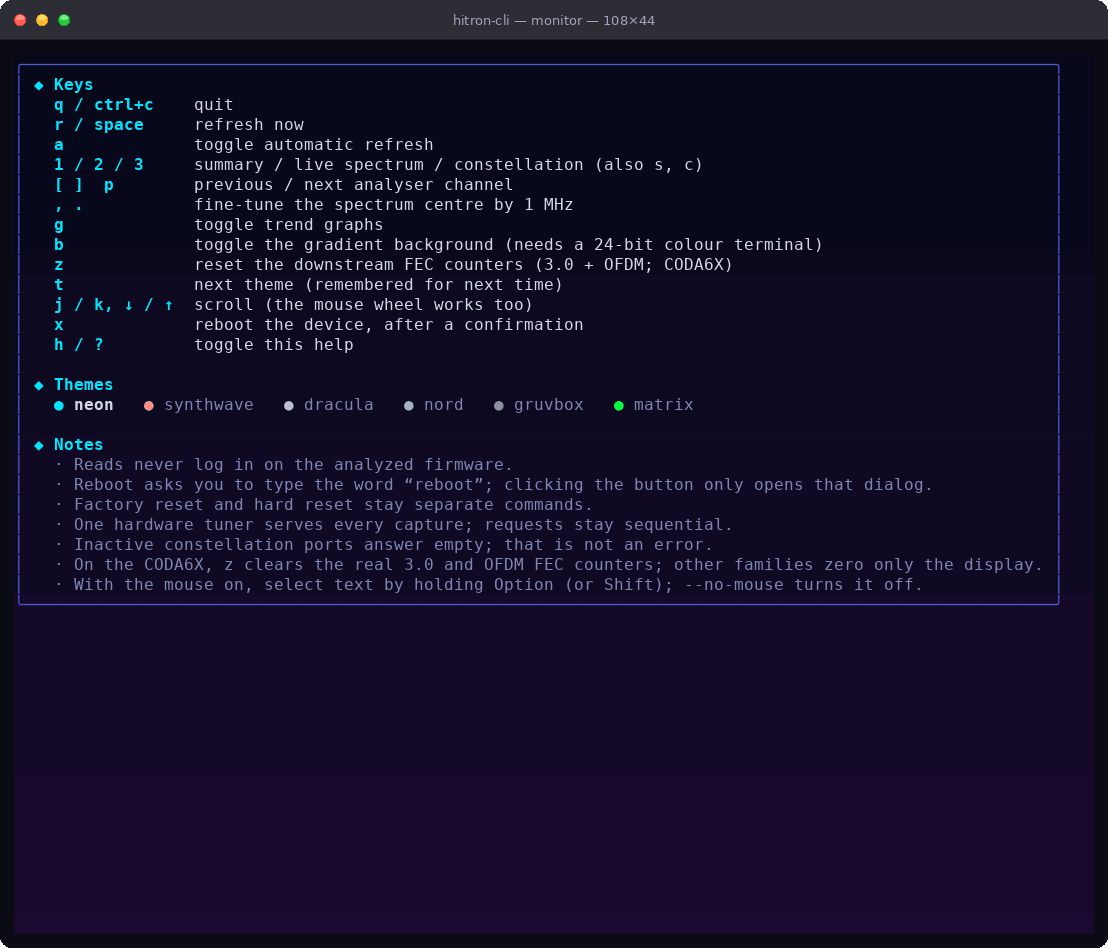 hitron-cli — monitor — 108×44
◆ Keys
q / ctrl+c quit
r / space refresh now
a toggle automatic refresh
1 / 2 / 3 summary / live spectrum / constellation (also s, c)
[ ] p previous / next analyser channel
, . fine-tune the spectrum centre by 1 MHz
g toggle trend graphs
b toggle the gradient background (needs a 24-bit colour terminal)
z reset the downstream FEC counters (3.0 + OFDM; CODA6X)
t next theme (remembered for next time)
j / k, ↓ / ↑ scroll (the mouse wheel works too)
x reboot the device, after a confirmation
h / ? toggle this help
◆ Themes
● neon ● synthwave ● dracula ● nord ● gruvbox ● matrix
◆ Notes
· Reads never log in on the analyzed firmware.
· Reboot asks you to type the word “reboot”; clicking the button only opens that dialog.
· Factory reset and hard reset stay separate commands.
· One hardware tuner serves every capture; requests stay sequential.
· Inactive constellation ports answer empty; that is not an error.
· On the CODA6X, z clears the real 3.0 and OFDM FEC counters; other families zero only the display.
· With the mouse on, select text by holding Option (or Shift); --no-mouse turns it off.